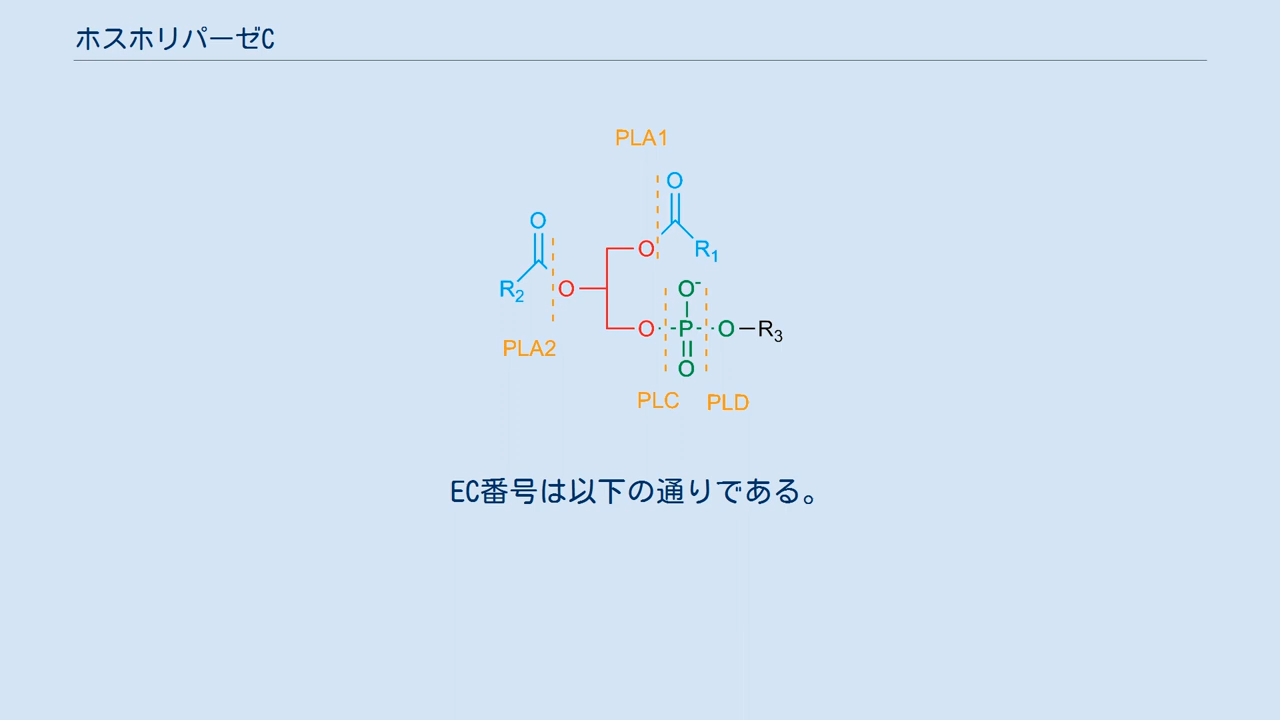 ホスホリパーゼC
PLA1
O
O
O R₁
R₂ O O⁻
O P O R₃
PLA2
O
PLC PLD
EC番号は以下の通りである。